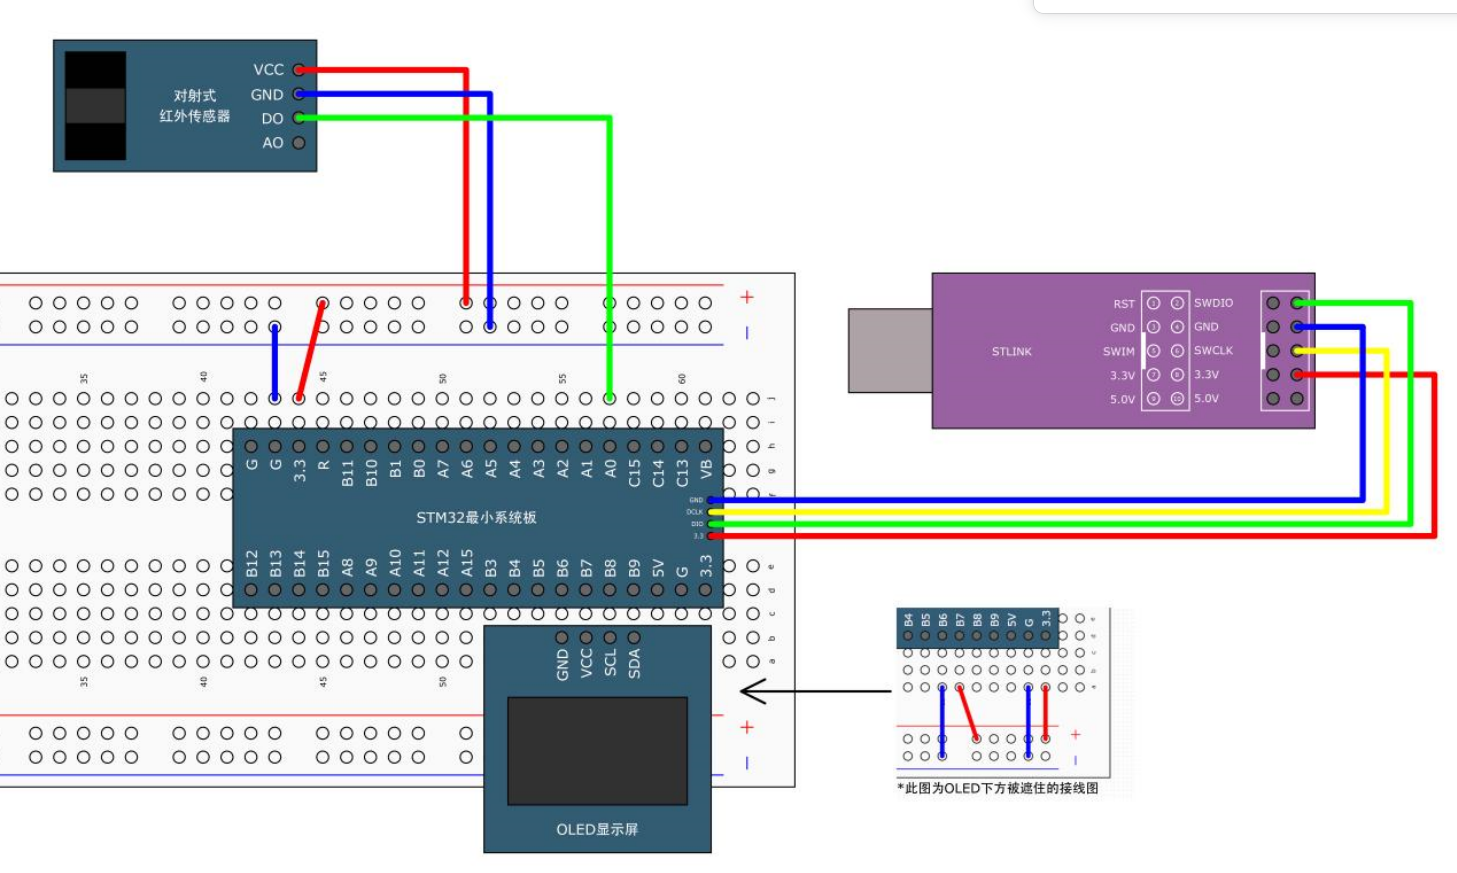 VCC
GND
DO
AO
对射式
红外传感器
+
-
35 40 45 50 55 60
j
i
h
g
f
G G 3.3 R B11 B10 B1 B0 A7 A6 A5 A4 A3 A2 A1 A0 C15 C14 C13 VB
STM32最小系统板
GND
DCLK
DIO
3.3
B12 B13 B14 B15 A8 A9 A10 A11 A12 A15 B3 B4 B5 B6 B7 B8 B9 5V G 3.3
e
d
c
b
a
35 40 45 50
+
-
GND VCC SCL SDA
OLED显示屏
STLINK
RST 1 2 SWDIO
GND 3 4 GND
SWIM 5 6 SWCLK
3.3V 7 8 3.3V
5.0V 9 10 5.0V
B4 B5 B6 B7 B8 B9 5V G 3.3
e
d
c
b
a
+
-
*此图为OLED下方被遮住的接线图